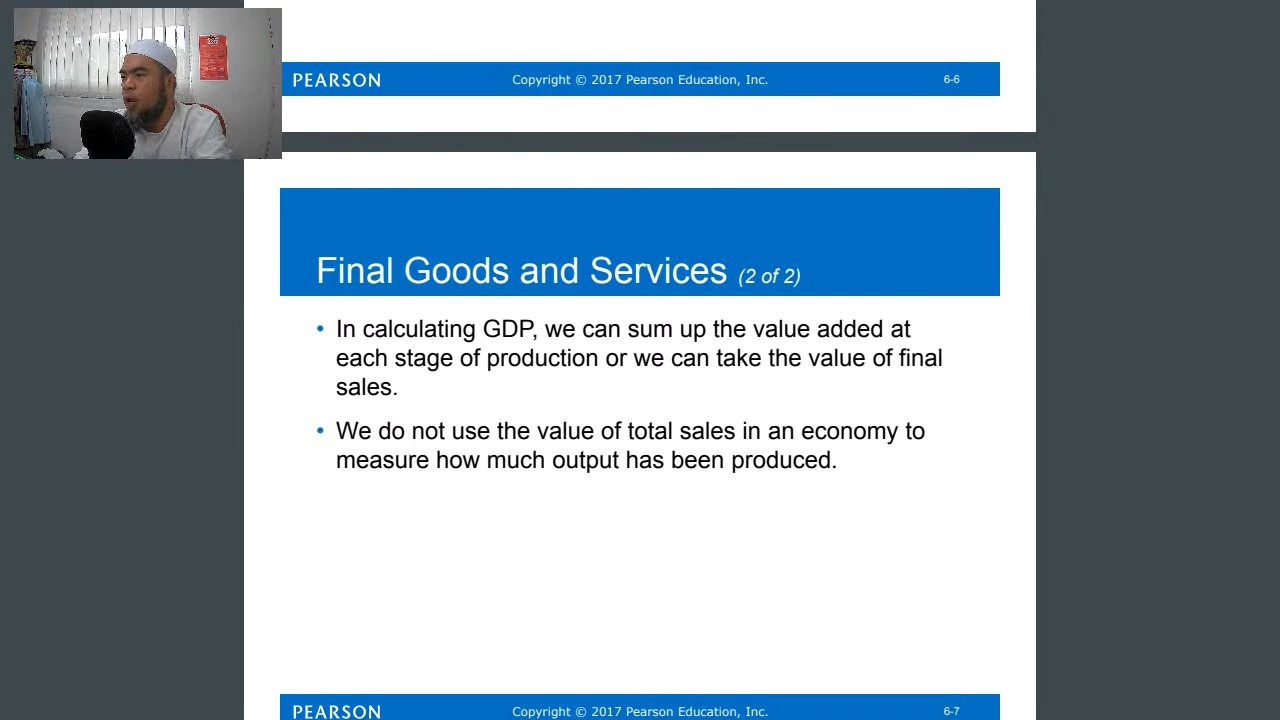 PEARSON
Copyright © 2017 Pearson Education, Inc.
6-6
Final Goods and Services (2 of 2)
• In calculating GDP, we can sum up the value added at
each stage of production or we can take the value of final
sales.
• We do not use the value of total sales in an economy to
measure how much output has been produced.
PEARSON
Copyright © 2017 Pearson Education, Inc.
6-7